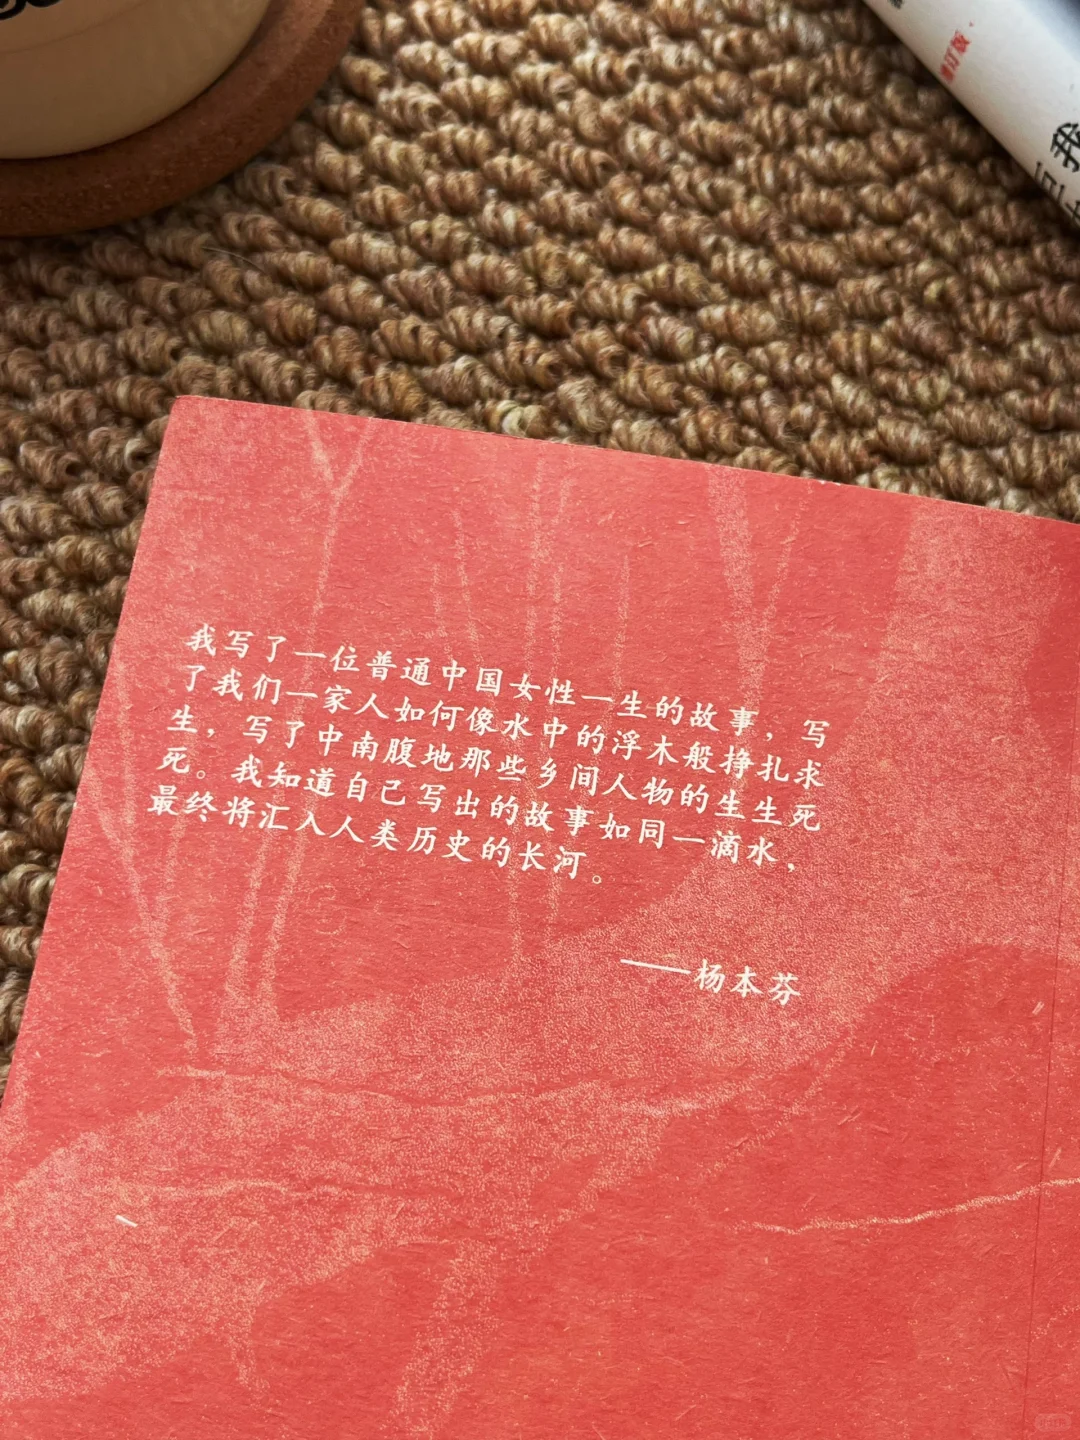 我写了一位普通中国女性一生的故事，写
了我们一家人如何像水中的浮木般挣扎求
生，写了中南腹地那些乡间人物的生生死
死。我知道自己写出的故事如同一滴水，
最终将汇入人类历史的长河。
——杨本芬
增订版
我